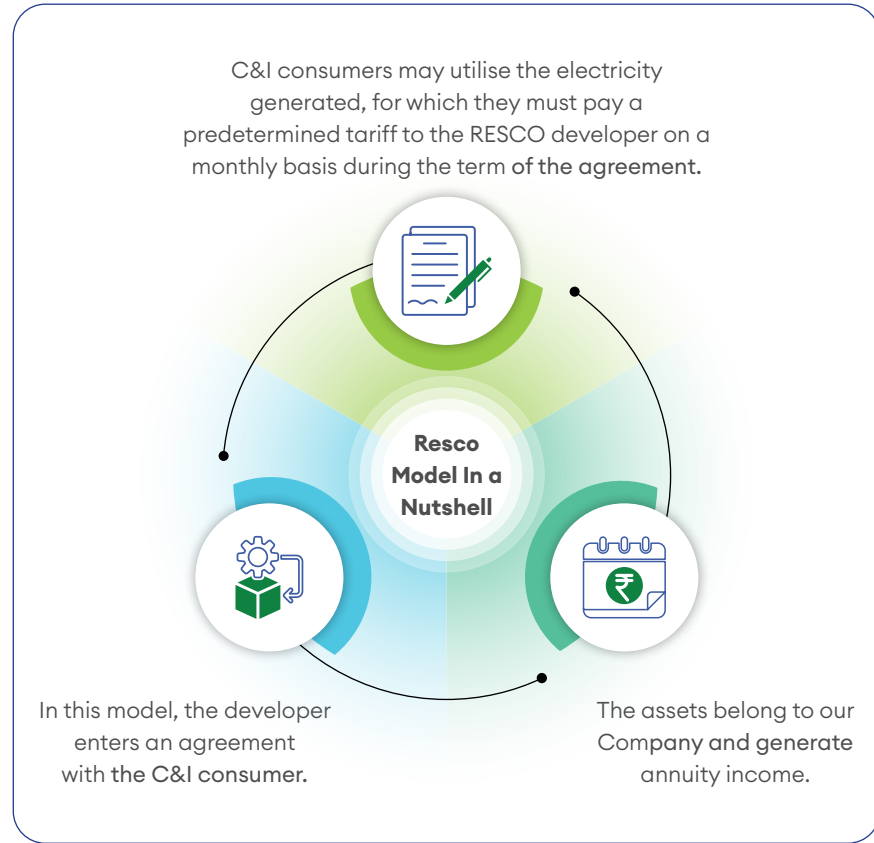 C&I consumers may utilise the electricity
generated, for which they must pay a
predetermined tariff to the RESCO developer on a
monthly basis during the term of the agreement.
Resco
Model In a
Nutshell
₹
In this model, the developer
enters an agreement
with the C&I consumer.
The assets belong to our
Company and generate
annuity income.